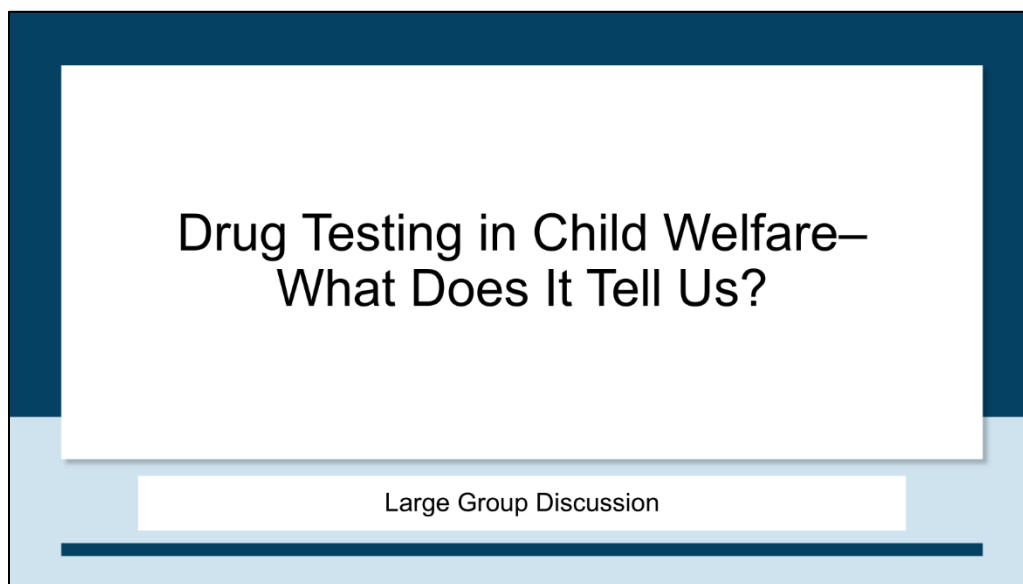 Drug Testing in Child Welfare–
What Does It Tell Us?
Large Group Discussion